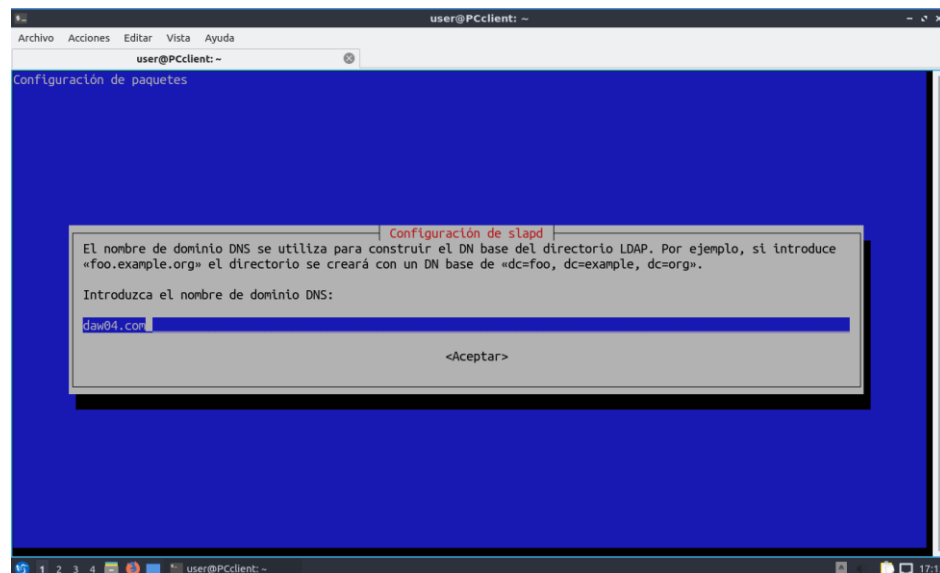 user@PCclient: ~
Archivo Acciones Editar Vista Ayuda
user@PCclient: ~
Configuración de paquetes
Configuración de slapd
El nombre de dominio DNS se utiliza para construir el DN base del directorio LDAP. Por ejemplo, si introduce
«foo.example.org» el directorio se creará con un DN base de «dc=foo, dc=example, dc=org».
Introduzca el nombre de dominio DNS:
daw04.com
<Aceptar>
1 2 3 4 user@PCclient: ~ 17:1